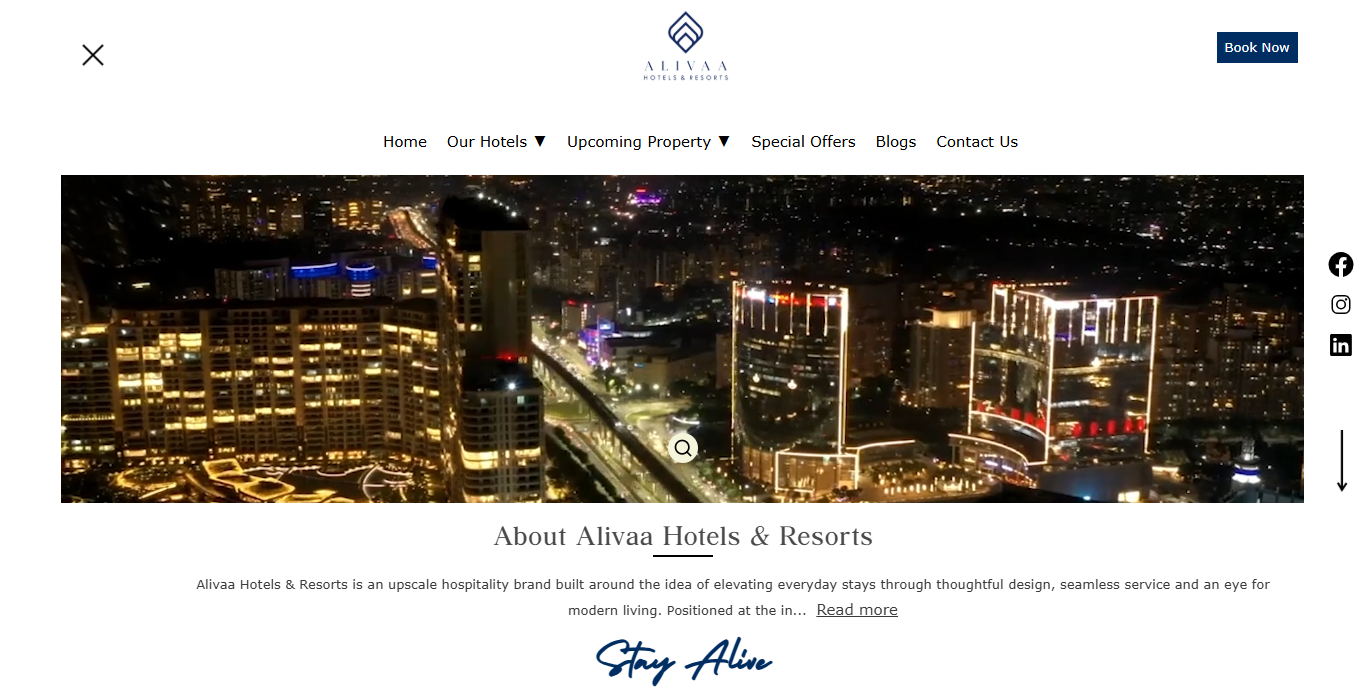 ALIVAA
HOTELS & RESORTS
Book Now
Home Our Hotels ▼ Upcoming Property ▼ Special Offers Blogs Contact Us
About Alivaa Hotels & Resorts
Alivaa Hotels & Resorts is an upscale hospitality brand built around the idea of elevating everyday stays through thoughtful design, seamless service and an eye for
modern living. Positioned at the in... Read more
Stay Alive